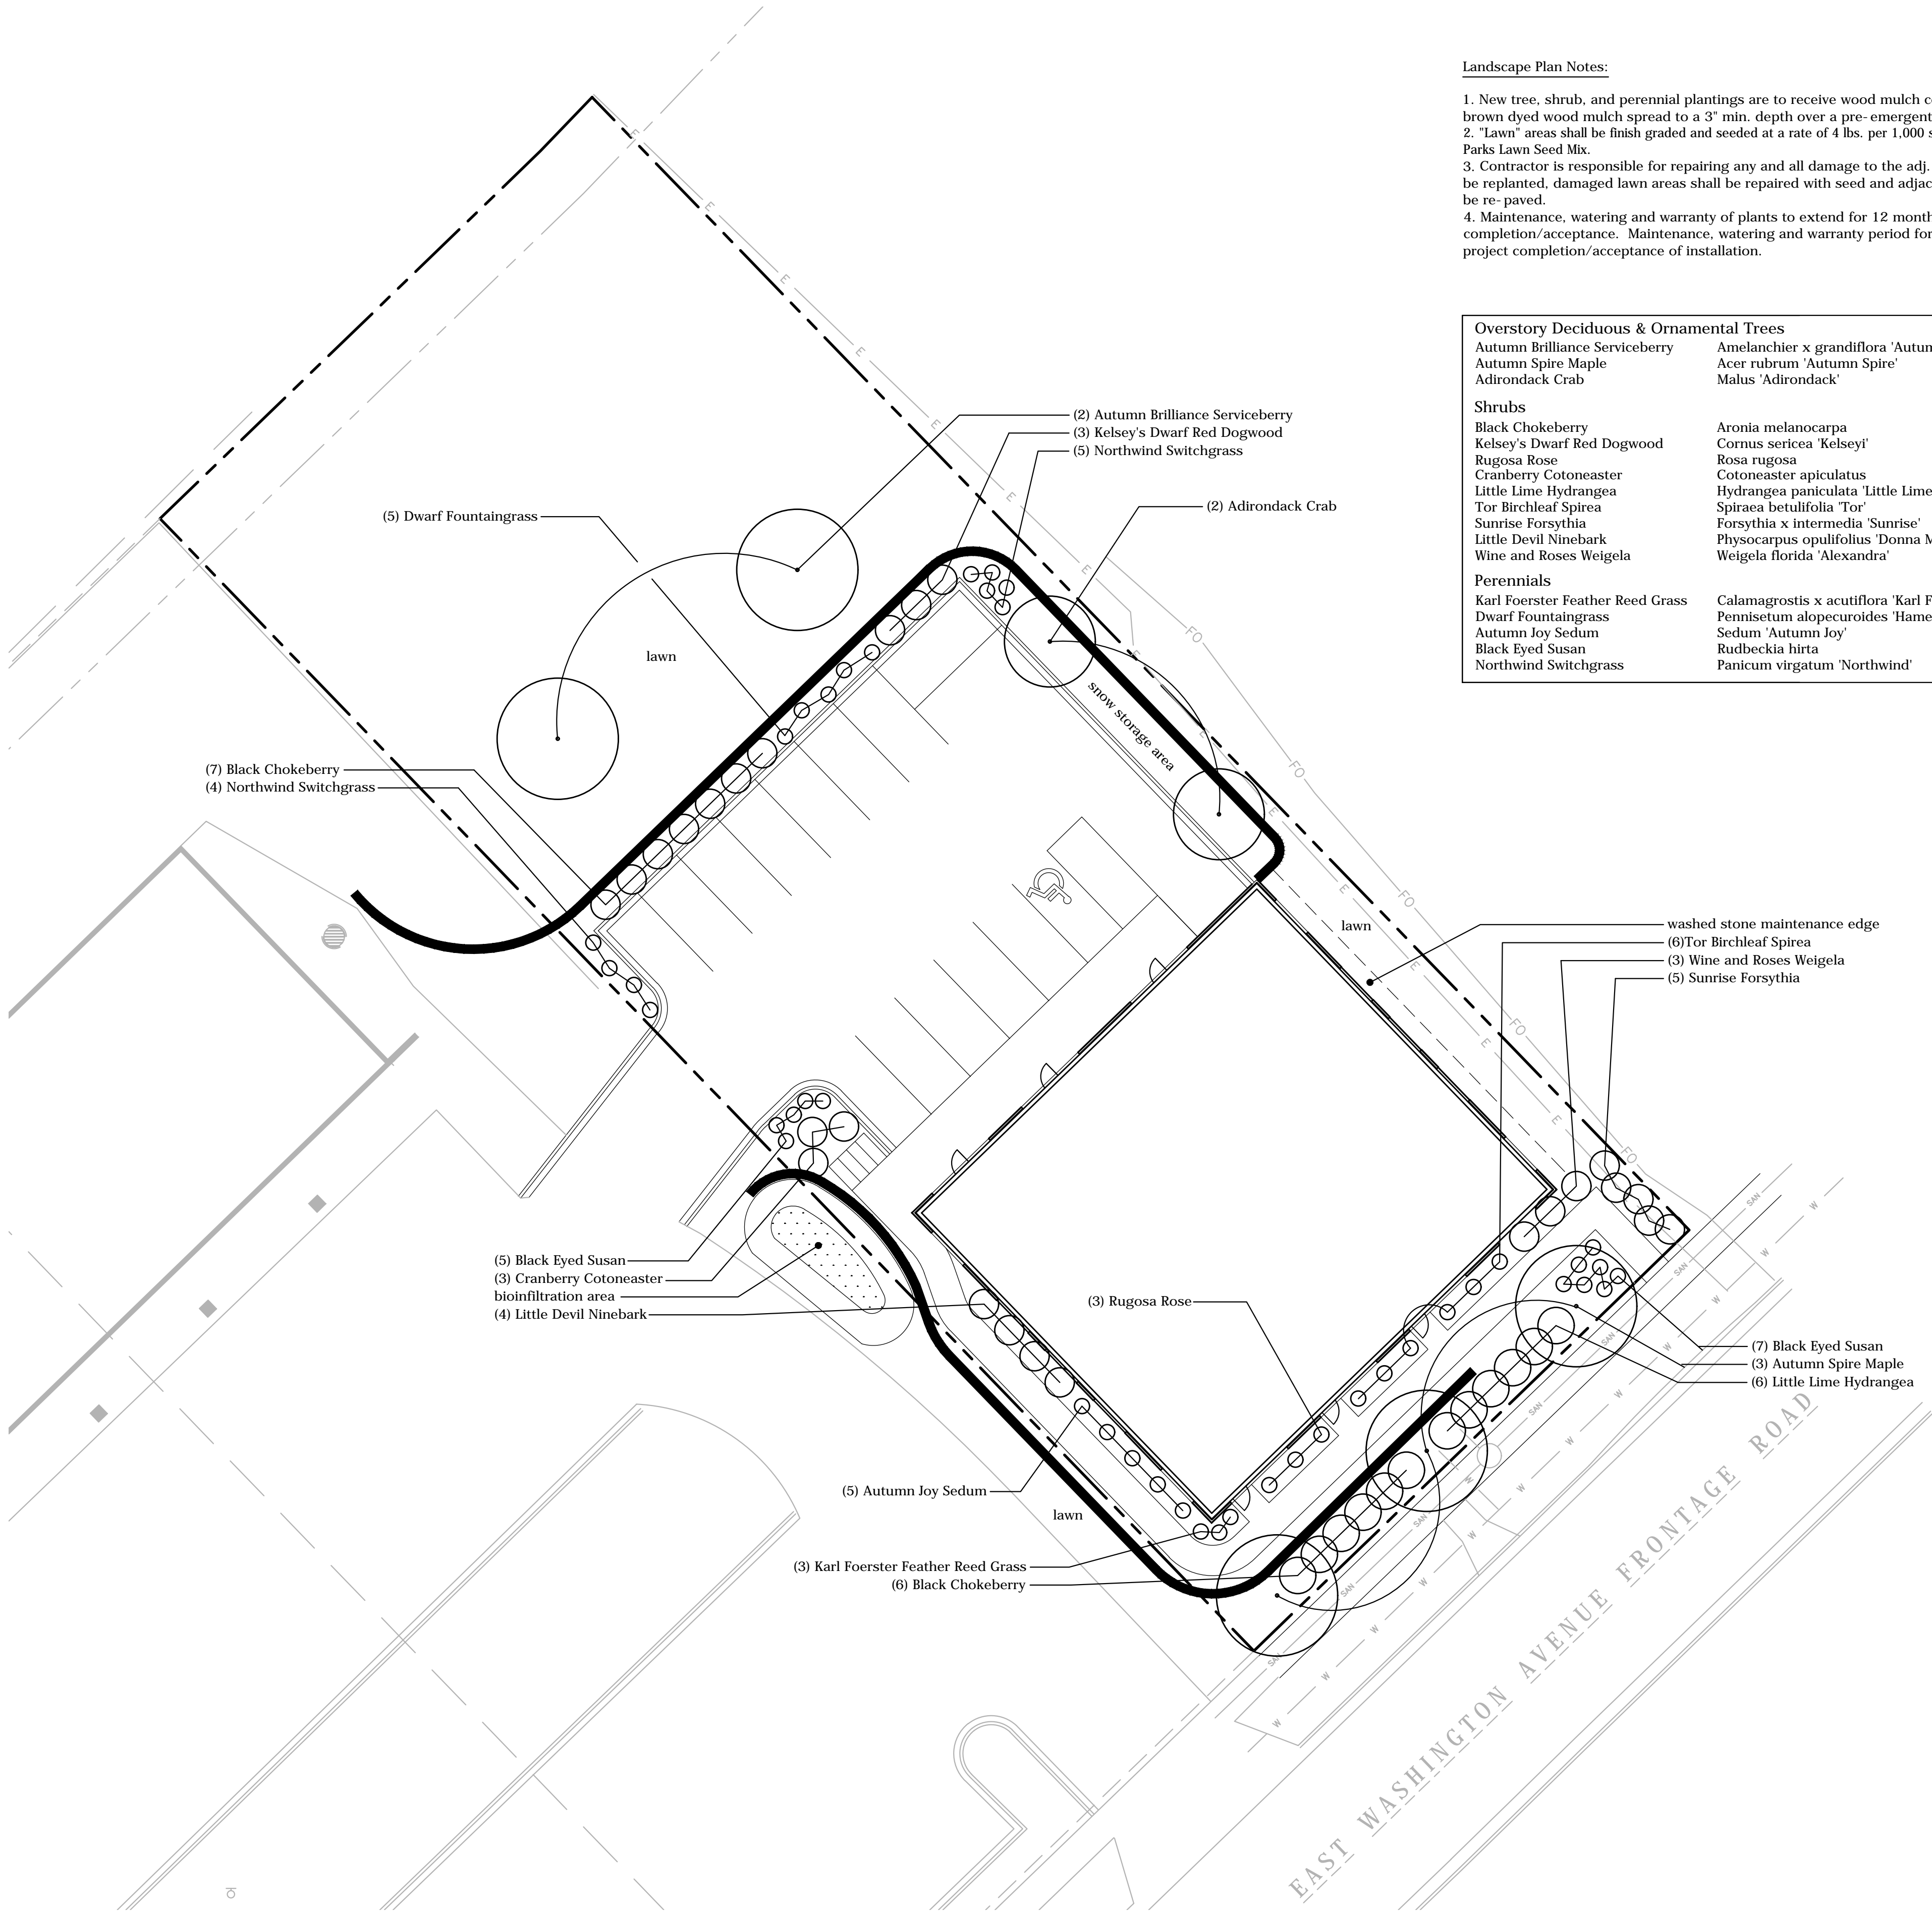 Landscape Plan Notes:
1. New tree, shrub, and perennial plantings are to receive wood mulch c
brown dyed wood mulch spread to a 3" min. depth over a pre-emergent
2. "Lawn" areas shall be finish graded and seeded at a rate of 4 lbs. per 1,000 s
Parks Lawn Seed Mix.
3. Contractor is responsible for repairing any and all damage to the adj.
be replanted, damaged lawn areas shall be repaired with seed and adjac
be re-paved.
4. Maintenance, watering and warranty of plants to extend for 12 month
completion/acceptance. Maintenance, watering and warranty period for
project completion/acceptance of installation.
Overstory Deciduous & Ornamental Trees
Autumn Brilliance Serviceberry Amelanchier x grandiflora 'Autum
Autumn Spire Maple Acer rubrum 'Autumn Spire'
Adirondack Crab Malus 'Adirondack'
Shrubs
Black Chokeberry Aronia melanocarpa
Kelsey's Dwarf Red Dogwood Cornus sericea 'Kelseyi'
Rugosa Rose Rosa rugosa
Cranberry Cotoneaster Cotoneaster apiculatus
Little Lime Hydrangea Hydrangea paniculata 'Little Lime
Tor Birchleaf Spirea Spiraea betulifolia 'Tor'
Sunrise Forsythia Forsythia x intermedia 'Sunrise'
Little Devil Ninebark Physocarpus opulifolius 'Donna M
Wine and Roses Weigela Weigela florida 'Alexandra'
Perennials
Karl Foerster Feather Reed Grass Calamagrostis x acutiflora 'Karl F
Dwarf Fountaingrass Pennisetum alopecuroides 'Hame
Autumn Joy Sedum Sedum 'Autumn Joy'
Black Eyed Susan Rudbeckia hirta
Northwind Switchgrass Panicum virgatum 'Northwind'
(2) Autumn Brilliance Serviceberry
(3) Kelsey's Dwarf Red Dogwood
(5) Northwind Switchgrass
(2) Adirondack Crab
(5) Dwarf Fountaingrass
lawn
snow storage area
(7) Black Chokeberry
(4) Northwind Switchgrass
lawn
washed stone maintenance edge
(6)Tor Birchleaf Spirea
(3) Wine and Roses Weigela
(5) Sunrise Forsythia
(5) Black Eyed Susan
(3) Cranberry Cotoneaster
bioinfiltration area
(4) Little Devil Ninebark
(3) Rugosa Rose
(7) Black Eyed Susan
(3) Autumn Spire Maple
(6) Little Lime Hydrangea
(5) Autumn Joy Sedum
lawn
(3) Karl Foerster Feather Reed Grass
(6) Black Chokeberry
EAST WASHINGTON AVENUE FRONTAGE ROAD
E
E
E
E
E
E
E
E
E
E
E
E
E
E
FO
FO
FO
FO
FO
SAN
SAN
SAN
SAN
SAN
SAN
SAN
W
W
W
W
W
W
W
W
W
W
W
W